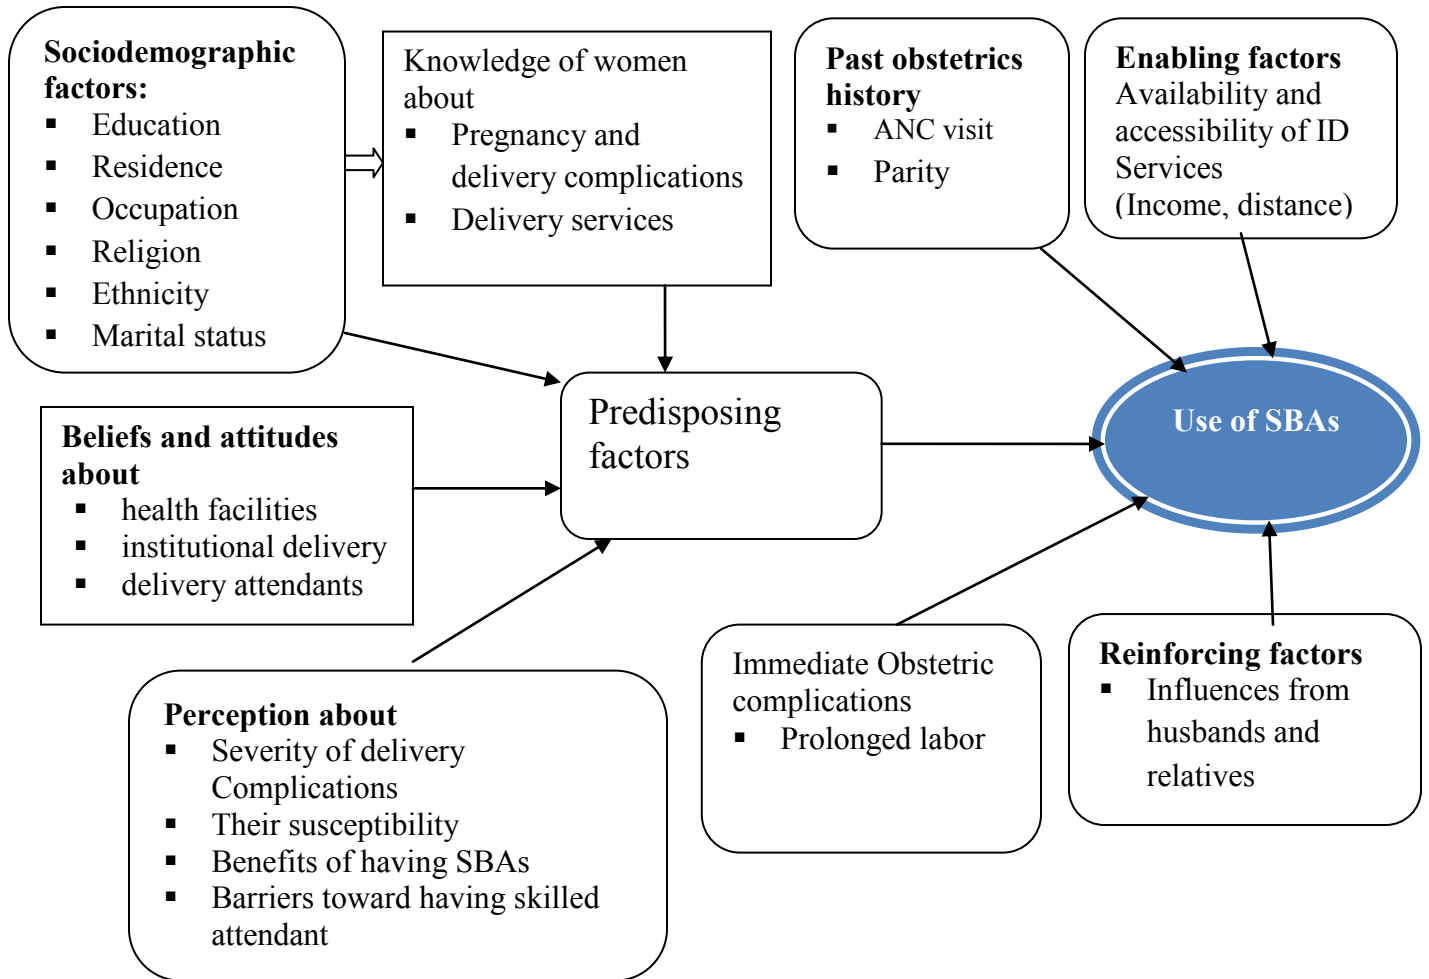 Sociodemographic
factors:
▪ Education
▪ Residence
▪ Occupation
▪ Religion
▪ Ethnicity
▪ Marital status
Knowledge of women
about
▪ Pregnancy and
delivery complications
▪ Delivery services
Past obstetrics
history
▪ ANC visit
▪ Parity
Enabling factors
Availability and
accessibility of ID
Services
(Income, distance)
Beliefs and attitudes
about
▪ health facilities
▪ institutional delivery
▪ delivery attendants
Predisposing
factors
Use of SBAs
Perception about
▪ Severity of delivery
Complications
▪ Their susceptibility
▪ Benefits of having SBAs
▪ Barriers toward having skilled
attendant
Immediate Obstetric
complications
▪ Prolonged labor
Reinforcing factors
▪ Influences from
husbands and
relatives